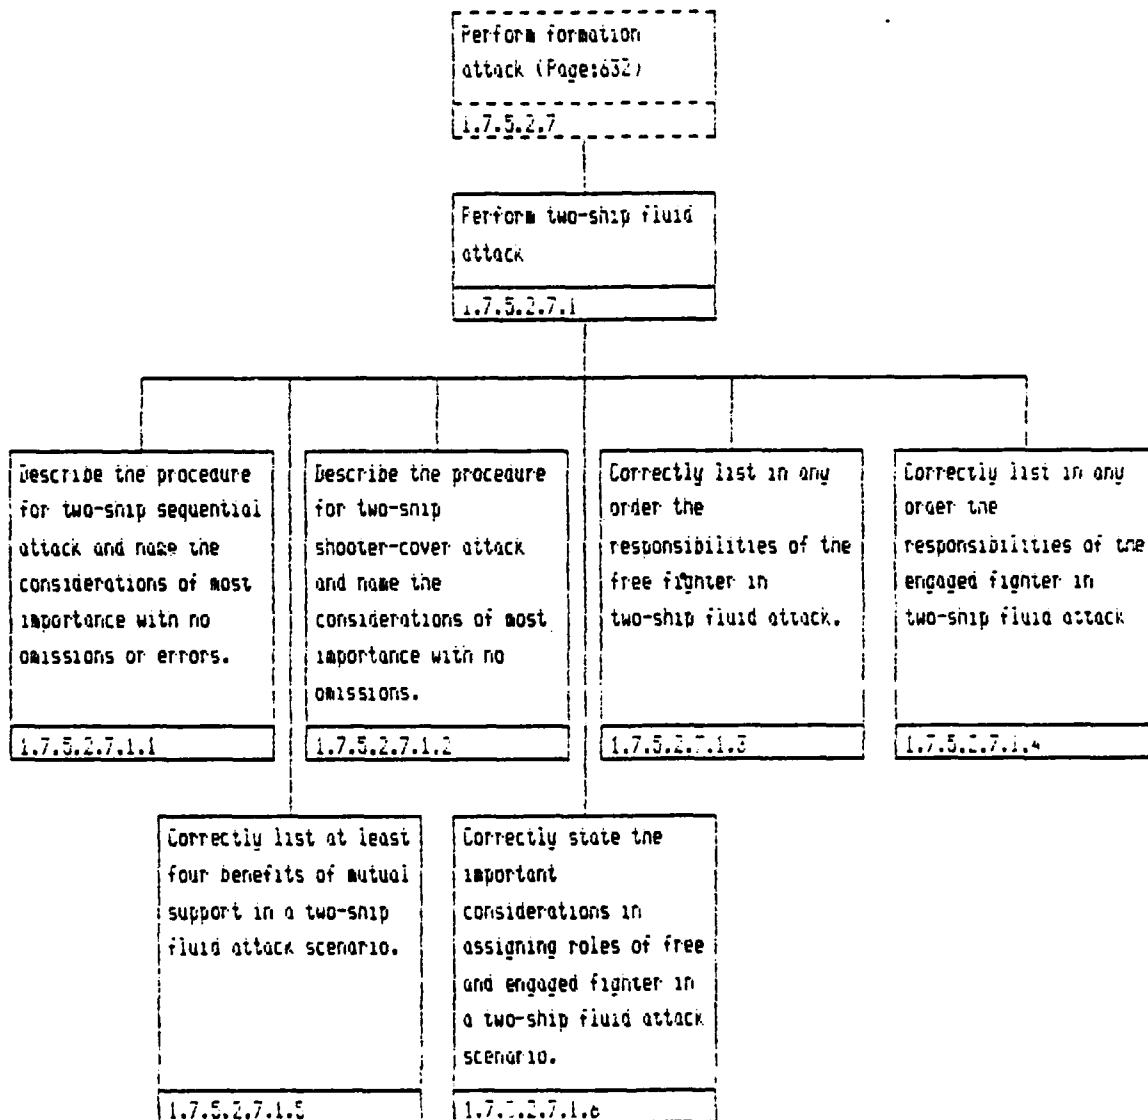 Perform formation
attack (Page:632)
1.7.5.2.7
Perform two-ship fluid
attack
1.7.5.2.7.1
Describe the procedure
for two-ship sequential
attack and name the
considerations of most
importance with no
omissions or errors.
1.7.5.2.7.1.1
Describe the procedure
for two-ship
shooter-cover attack
and name the
considerations of most
importance with no
omissions.
1.7.5.2.7.1.2
Correctly list in any
order the
responsibilities of the
free fighter in
two-ship fluid attack.
1.7.5.2.7.1.3
Correctly list in any
order the
responsibilities of the
engaged fighter in
two-ship fluid attack
1.7.5.2.7.1.4
Correctly list at least
four benefits of mutual
support in a two-ship
fluid attack scenario.
1.7.5.2.7.1.5
Correctly state the
important
considerations in
assigning roles of free
and engaged fighter in
a two-ship fluid attack
scenario.
1.7.5.2.7.1.6